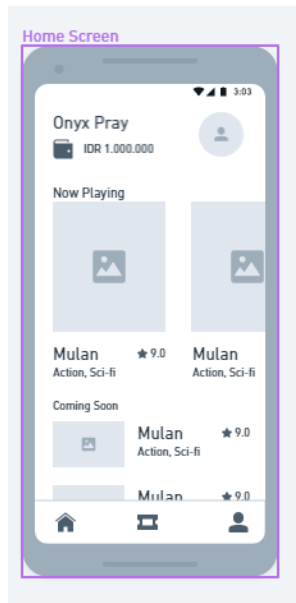 Home Screen
3:03
Onyx Pray
IDR 1.000.000
Now Playing
Mulan 9.0
Action, Sci-fi
Mulan
Action, Sci-fi
Coming Soon
Mulan 9.0
Action, Sci-fi
Mulan 9.0